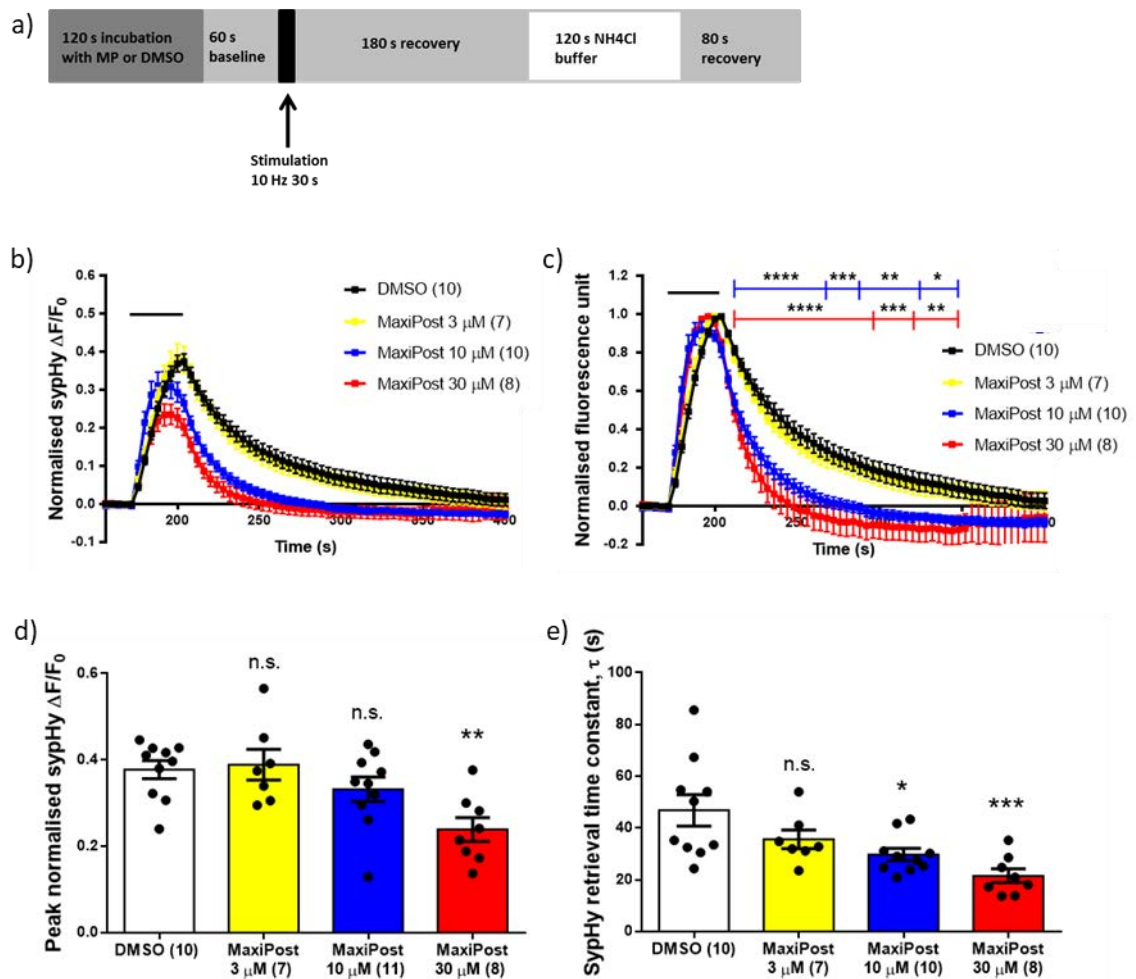 a)
120 s incubation
with MP or DMSO
60 s
baseline
180 s recovery
120 s NH4Cl
buffer
80 s
recovery
Stimulation
10 Hz 30 s
b)
Normalised sypHy ΔF/F0
0.6
0.5
0.4
0.3
0.2
0.1
0.0
-0.1
200
250
300
350
400
Time (s)
DMSO (10)
MaxiPost 3 μM (7)
MaxiPost 10 μM (10)
MaxiPost 30 μM (8)
c)
Normalised fluorescence unit
1.2
1.0
0.8
0.6
0.4
0.2
0.0
-0.2
**** *** ** *
**** *** **
200
Time (s)
DMSO (10)
MaxiPost 3 μM (7)
MaxiPost 10 μM (10)
MaxiPost 30 μM (8)
d)
Peak normalised sypHy ΔF/F0
0.6
0.4
0.2
0.0
n.s.
n.s.
**
DMSO (10)
MaxiPost
3 μM (7)
MaxiPost
10 μM (11)
MaxiPost
30 μM (8)
e)
SypHy retrieval time constant, τ (s)
100
80
60
40
20
0
n.s.
*
***
DMSO (10)
MaxiPost
3 μM (7)
MaxiPost
10 μM (10)
MaxiPost
30 μM (8)